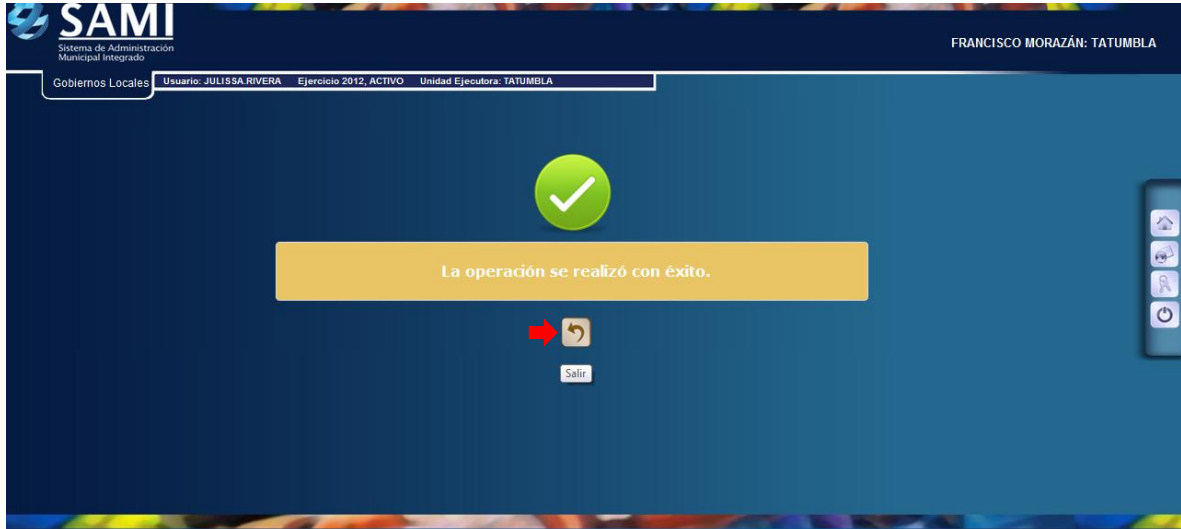 SAMI
Sistema de Administración
Municipal Integrado
FRANCISCO MORAZÁN: TATUMBLA
Gobiernos Locales
Usuario: JULISSA.RIVERA Ejercicio 2012, ACTIVO Unidad Ejecutora: TATUMBLA
La operación se realizó con éxito.
Salir